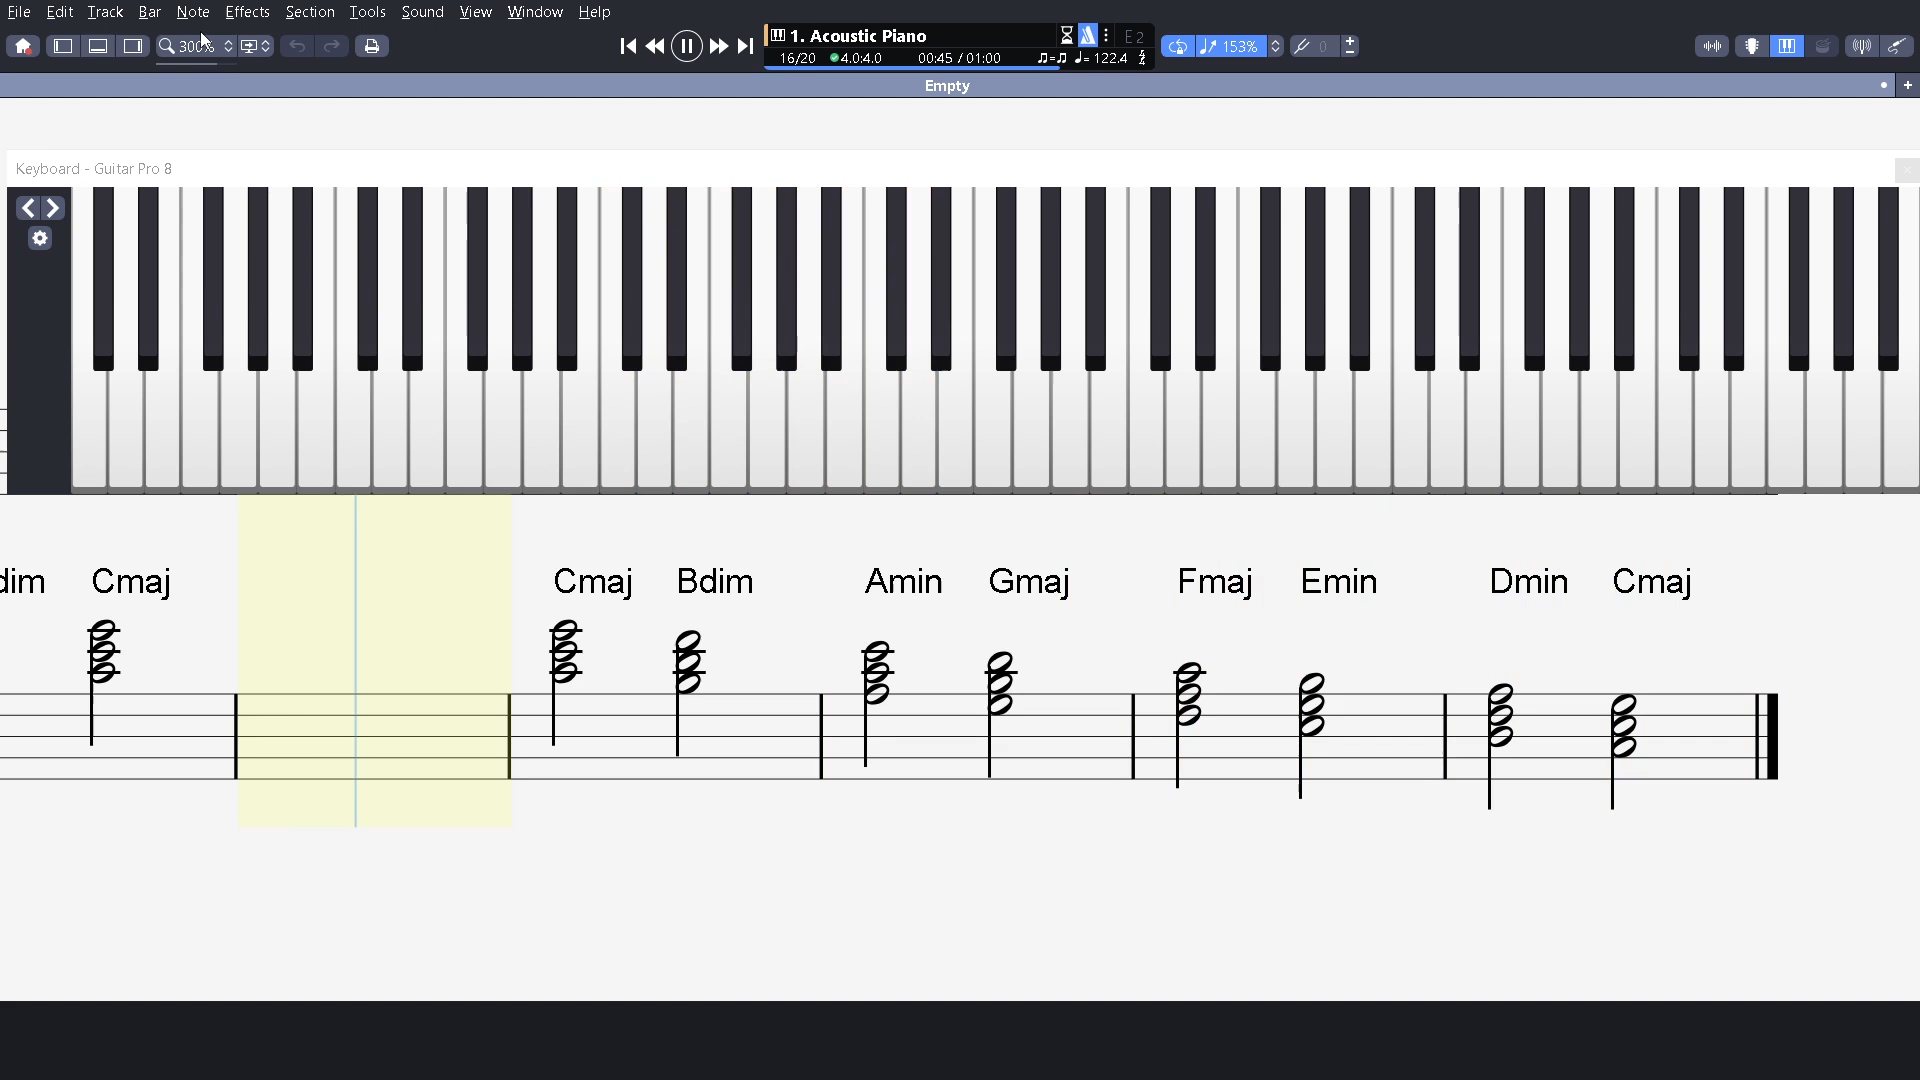 File Edit Track Bar Note Effects Section Tools Sound View Window Help
300% 1. Acoustic Piano E2 153% 0
16/20 4.0:4.0 00:45 / 01:00 ♫=♫ ♩= 122.4 4/4
Empty
Keyboard - Guitar Pro 8
dim Cmaj Cmaj Bdim Amin Gmaj Fmaj Emin Dmin Cmaj